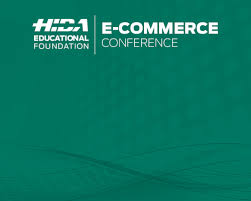 HIDA
EDUCATIONAL
FOUNDATION
E-COMMERCE
CONFERENCE